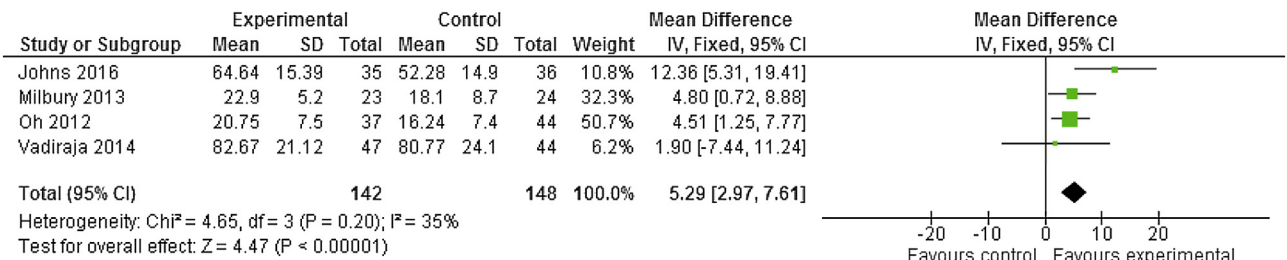 Experimental Control Mean Difference Mean Difference
Study or Subgroup Mean SD Total Mean SD Total Weight IV, Fixed, 95% CI IV, Fixed, 95% CI
Johns 2016 64.64 15.39 35 52.28 14.9 36 10.8% 12.36 [5.31, 19.41]
Milbury 2013 22.9 5.2 23 18.1 8.7 24 32.3% 4.80 [0.72, 8.88]
Oh 2012 20.75 7.5 37 16.24 7.4 44 50.7% 4.51 [1.25, 7.77]
Vadiraja 2014 82.67 21.12 47 80.77 24.1 44 6.2% 1.90 [-7.44, 11.24]
Total (95% CI) 142 148 100.0% 5.29 [2.97, 7.61]
Heterogeneity: Chi² = 4.65, df = 3 (P = 0.20); I² = 35%
Test for overall effect: Z = 4.47 (P < 0.00001)
-20 -10 0 10 20
Favours control Favours experimental